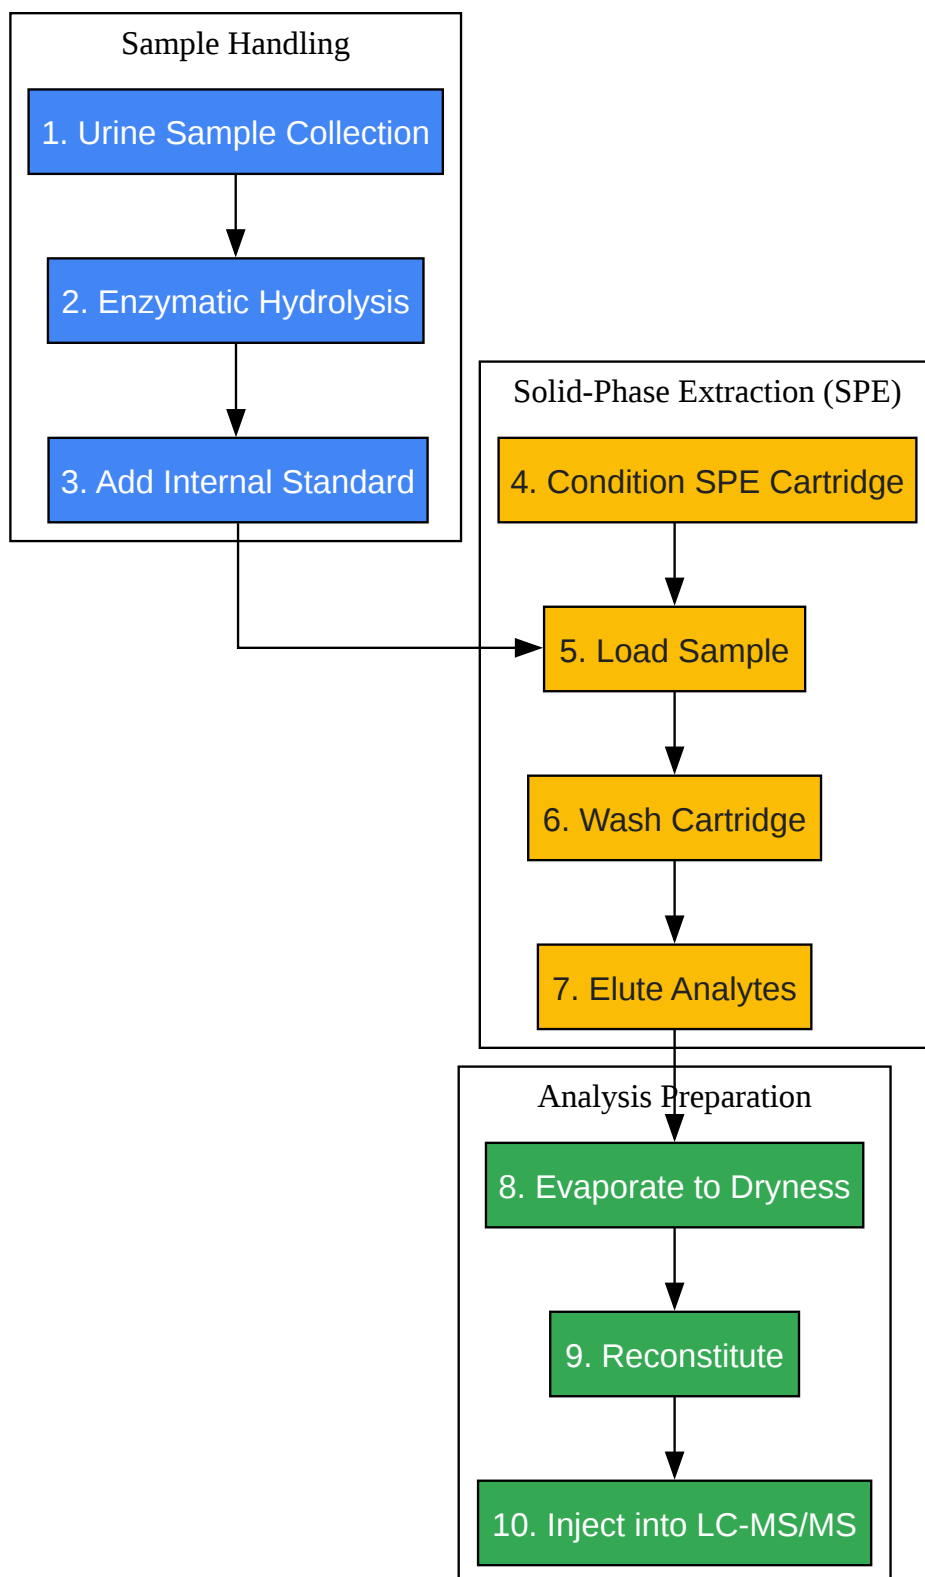 Sample Handling
1. Urine Sample Collection
2. Enzymatic Hydrolysis
3. Add Internal Standard
Solid-Phase Extraction (SPE)
4. Condition SPE Cartridge
5. Load Sample
6. Wash Cartridge
7. Elute Analytes
Analysis Preparation
8. Evaporate to Dryness
9. Reconstitute
10. Inject into LC-MS/MS